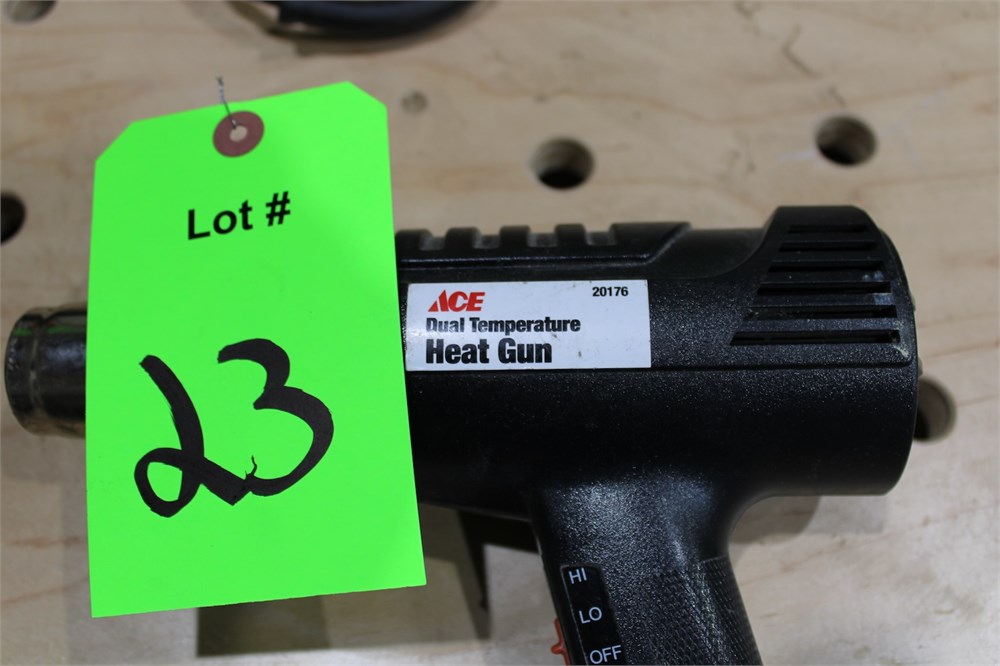 Lot #
23
ACE 20176
Dual Temperature
Heat Gun
HI
LO
OFF